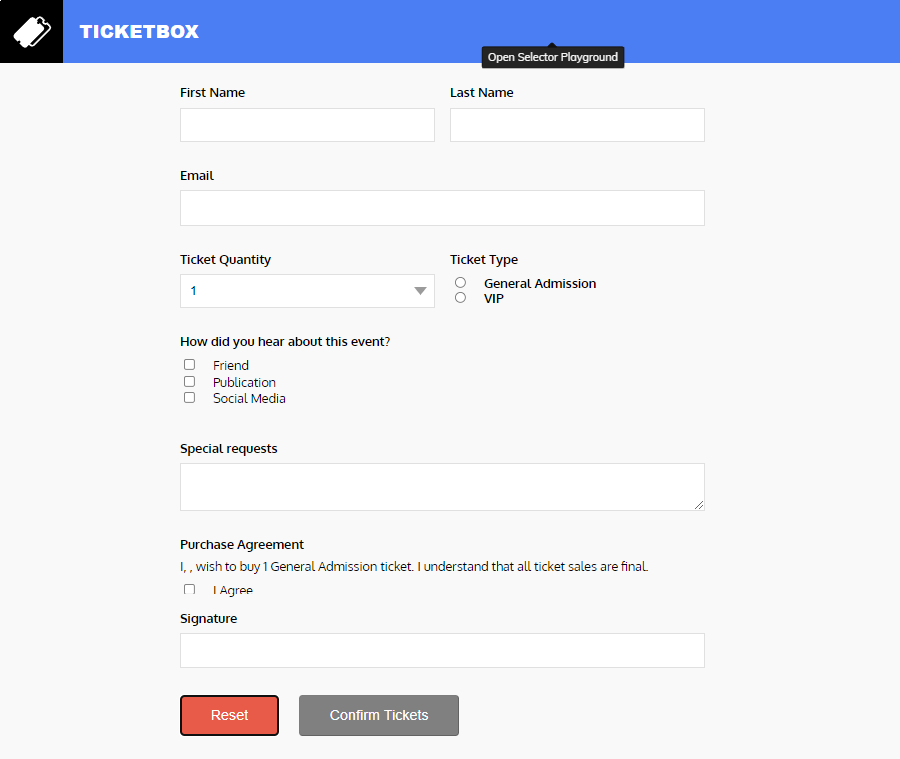 TICKETBOX
Open Selector Playground
First Name
Last Name
Email
Ticket Quantity
Ticket Type
1
General Admission
VIP
How did you hear about this event?
Friend
Publication
Social Media
Special requests
Purchase Agreement
I, , wish to buy 1 General Admission ticket. I understand that all ticket sales are final.
I Agree
Signature
Reset
Confirm Tickets